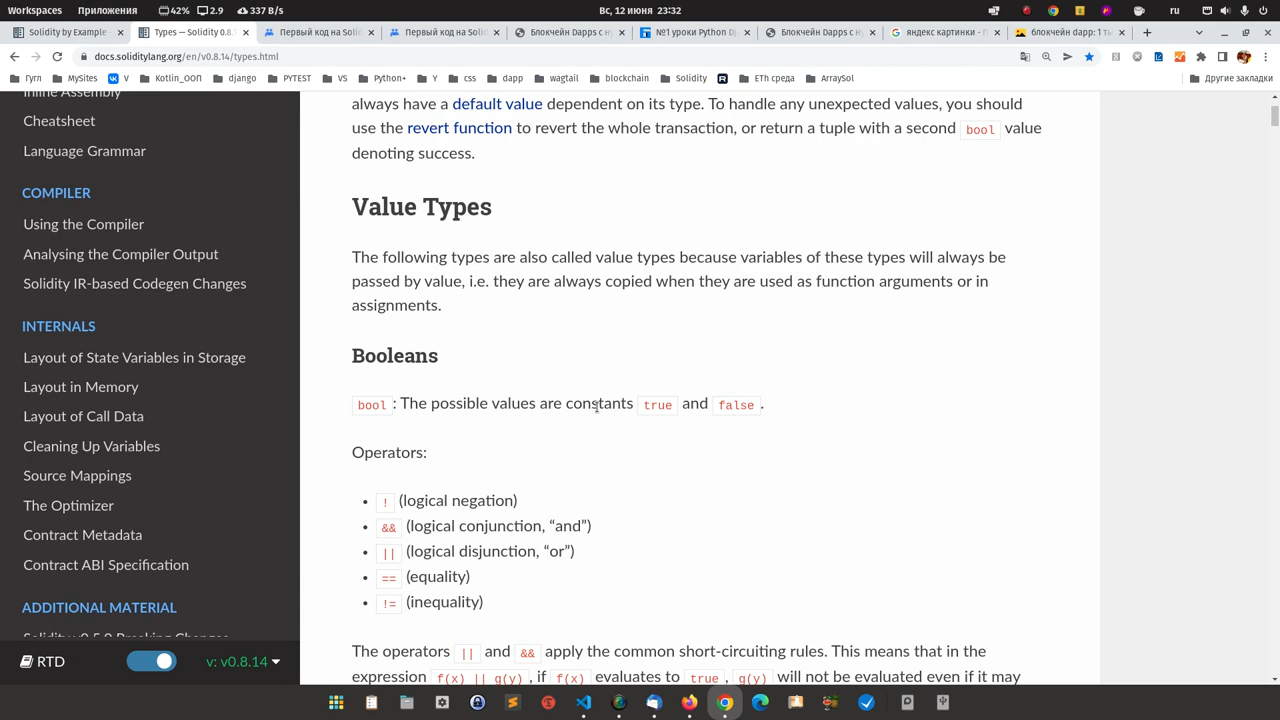 Workspaces Приложения 42% 2.9 337 B/s Вс, 12 июня 23:32 ru
Solidity by Example Types — Solidity 0.8. Первый код на Soli Первый код на Soli Блокчейн Dapps с н №1 уроки Python Dj Блокчейн Dapps с н яндекс картинки - П блокчейн dapp: 1 ты
docs.soliditylang.org/en/v0.8.14/types.html
Гугл MySites V Kotlin_ООП django PYTEST VS Python+ Y css dapp wagtail blockchain Solidity ETh среда ArraySol Другие закладки
Inline Assembly
Cheatsheet
Language Grammar
COMPILER
Using the Compiler
Analysing the Compiler Output
Solidity IR-based Codegen Changes
INTERNALS
Layout of State Variables in Storage
Layout in Memory
Layout of Call Data
Cleaning Up Variables
Source Mappings
The Optimizer
Contract Metadata
Contract ABI Specification
ADDITIONAL MATERIAL
Solidity v0.5.0 Breaking Changes
RTD v: v0.8.14
always have a default value dependent on its type. To handle any unexpected values, you should
use the revert function to revert the whole transaction, or return a tuple with a second bool value
denoting success.
Value Types
The following types are also called value types because variables of these types will always be
passed by value, i.e. they are always copied when they are used as function arguments or in
assignments.
Booleans
bool : The possible values are constants true and false .
Operators:
• ! (logical negation)
• && (logical conjunction, “and”)
• || (logical disjunction, “or”)
• == (equality)
• != (inequality)
The operators || and && apply the common short-circuiting rules. This means that in the
expression f(x) || g(y) , if f(x) evaluates to true , g(y) will not be evaluated even if it may